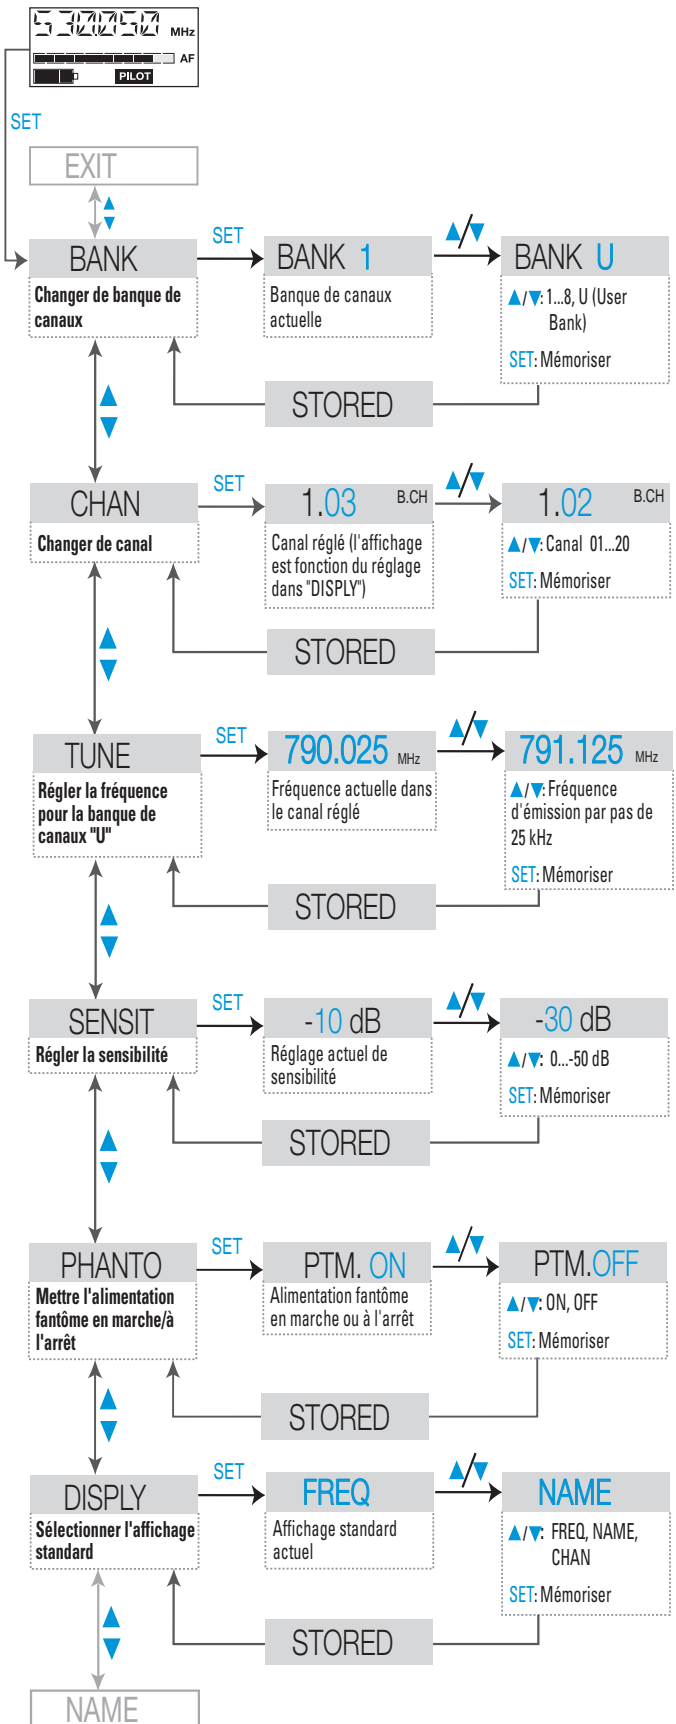 530.050 MHz
AF
PILOT
SET
EXIT
▲
▼
BANK
Changer de banque de
canaux
SET
BANK 1
Banque de canaux
actuelle
▲/▼
BANK U
▲/▼: 1...8, U (User
Bank)
SET: Mémoriser
STORED
▲
▼
CHAN
Changer de canal
SET
1.03 B.CH
Canal réglé (l'affichage
est fonction du réglage
dans "DISPLY")
▲/▼
1.02 B.CH
▲/▼: Canal 01...20
SET: Mémoriser
STORED
▲
▼
TUNE
Régler la fréquence
pour la banque de
canaux "U"
SET
790.025 MHz
Fréquence actuelle dans
le canal réglé
▲/▼
791.125 MHz
▲/▼: Fréquence
d'émission par pas de
25 kHz
SET: Mémoriser
STORED
▲
▼
SENSIT
Régler la sensibilité
SET
-10 dB
Réglage actuel de
sensibilité
▲/▼
-30 dB
▲/▼: 0...-50 dB
SET: Mémoriser
STORED
▲
▼
PHANTO
Mettre l'alimentation
fantôme en marche/à
l'arrêt
SET
PTM. ON
Alimentation fantôme
en marche ou à l'arrêt
▲/▼
PTM.OFF
▲/▼: ON, OFF
SET: Mémoriser
STORED
▲
▼
DISPLY
Sélectionner l'affichage
standard
SET
FREQ
Affichage standard
actuel
▲/▼
NAME
▲/▼: FREQ, NAME,
CHAN
SET: Mémoriser
STORED
▲
▼
NAME